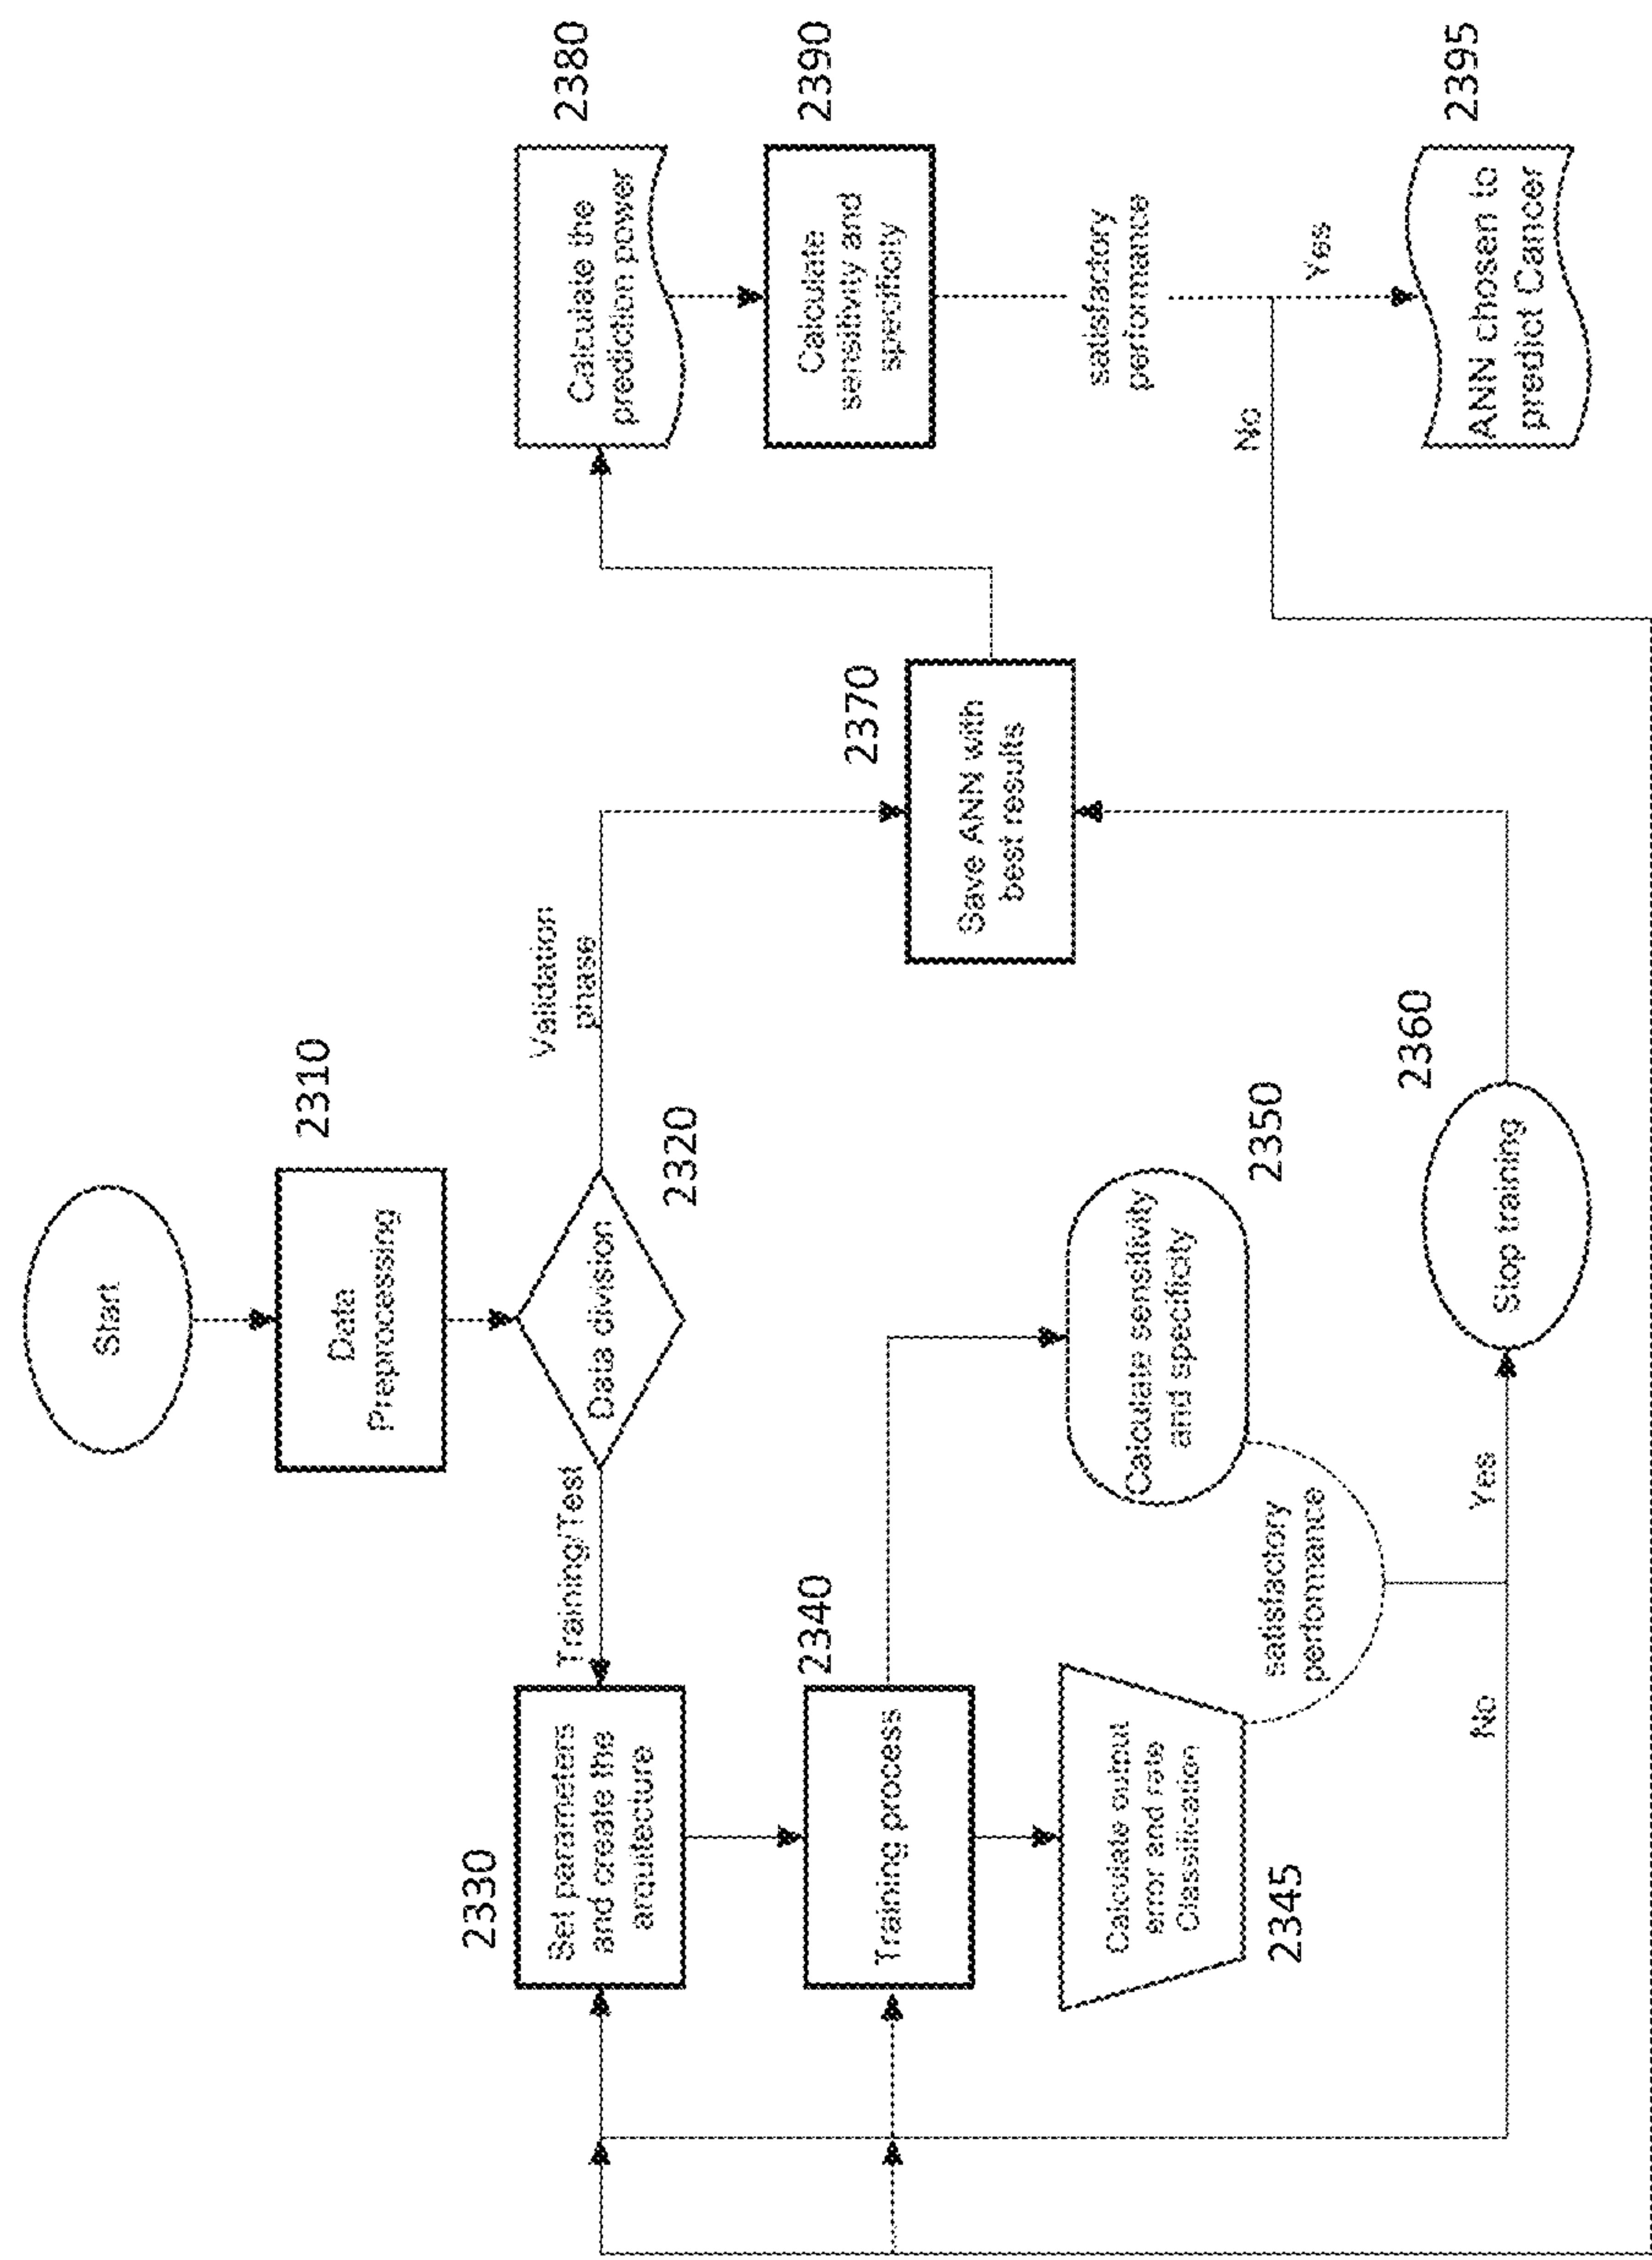 Start
2310
Data
Preprocessing
Data division
2320
Training/Test
Validation
phase
2330
Set parameters
and create the
arquitecture
2340
Training process
Calculate output
error and rate
Classification
2345
Calculate sensitivity
and specificity
2350
satisfactory
performance
No
Yes
Stop training
2360
2370
Save ANN with
best results
Calculate the
prediction power
2380
Calculate
sensitivity and
specificity
2390
satisfactory
performance
No
Yes
ANN chosen to
predict Cancer
2395